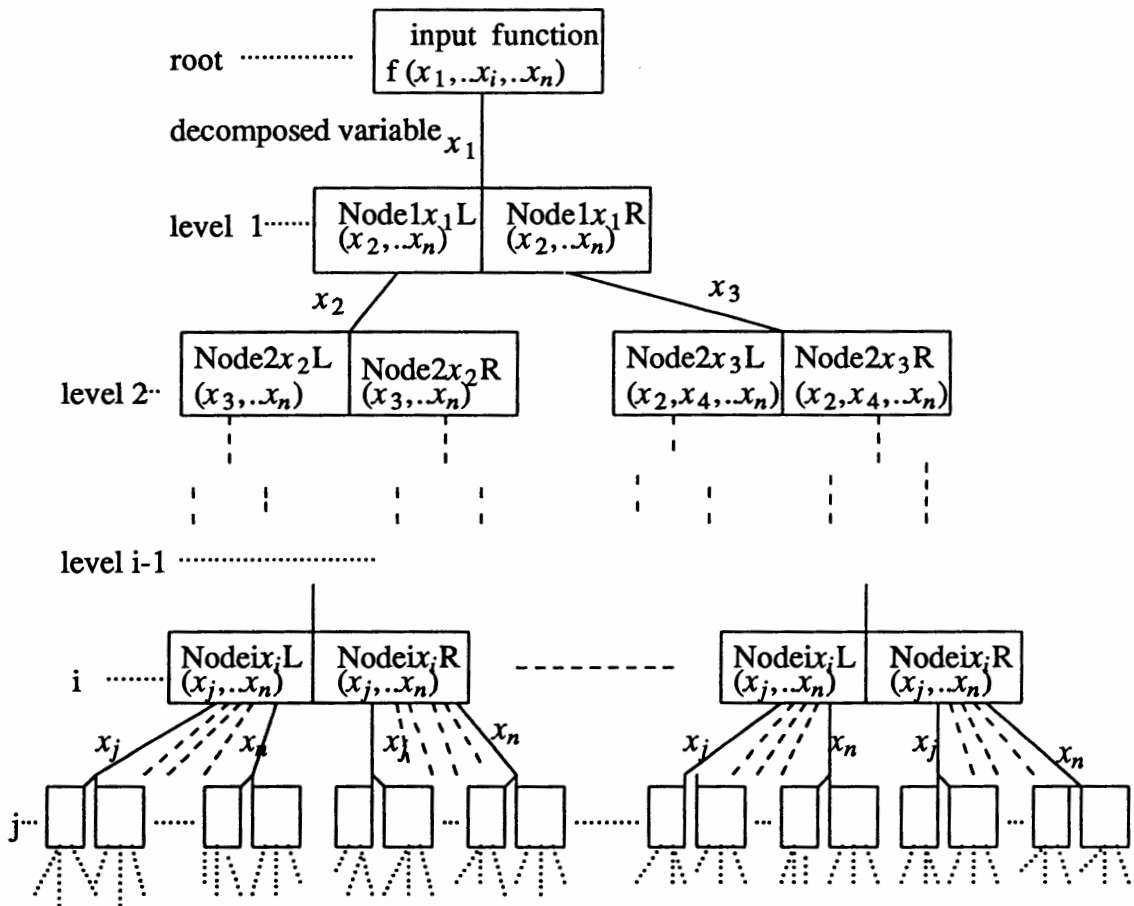 input function
root
f(x₁,..xᵢ,..xₙ)
decomposed variable x₁
level 1
Node1x₁L Node1x₁R
(x₂,..xₙ) (x₂,..xₙ)
x₂ x₃
Node2x₂L Node2x₂R Node2x₃L Node2x₃R
level 2
(x₃,..xₙ) (x₃,..xₙ) (x₂,x₄,..xₙ) (x₂,x₄,..xₙ)
level i-1
i
NodeixᵢL NodeixᵢR NodeixᵢL NodeixᵢR
(xⱼ,..xₙ) (xⱼ,..xₙ) (xⱼ,..xₙ) (xⱼ,..xₙ)
xⱼ xₙ xⱼ xₙ xⱼ xₙ xⱼ xₙ
j